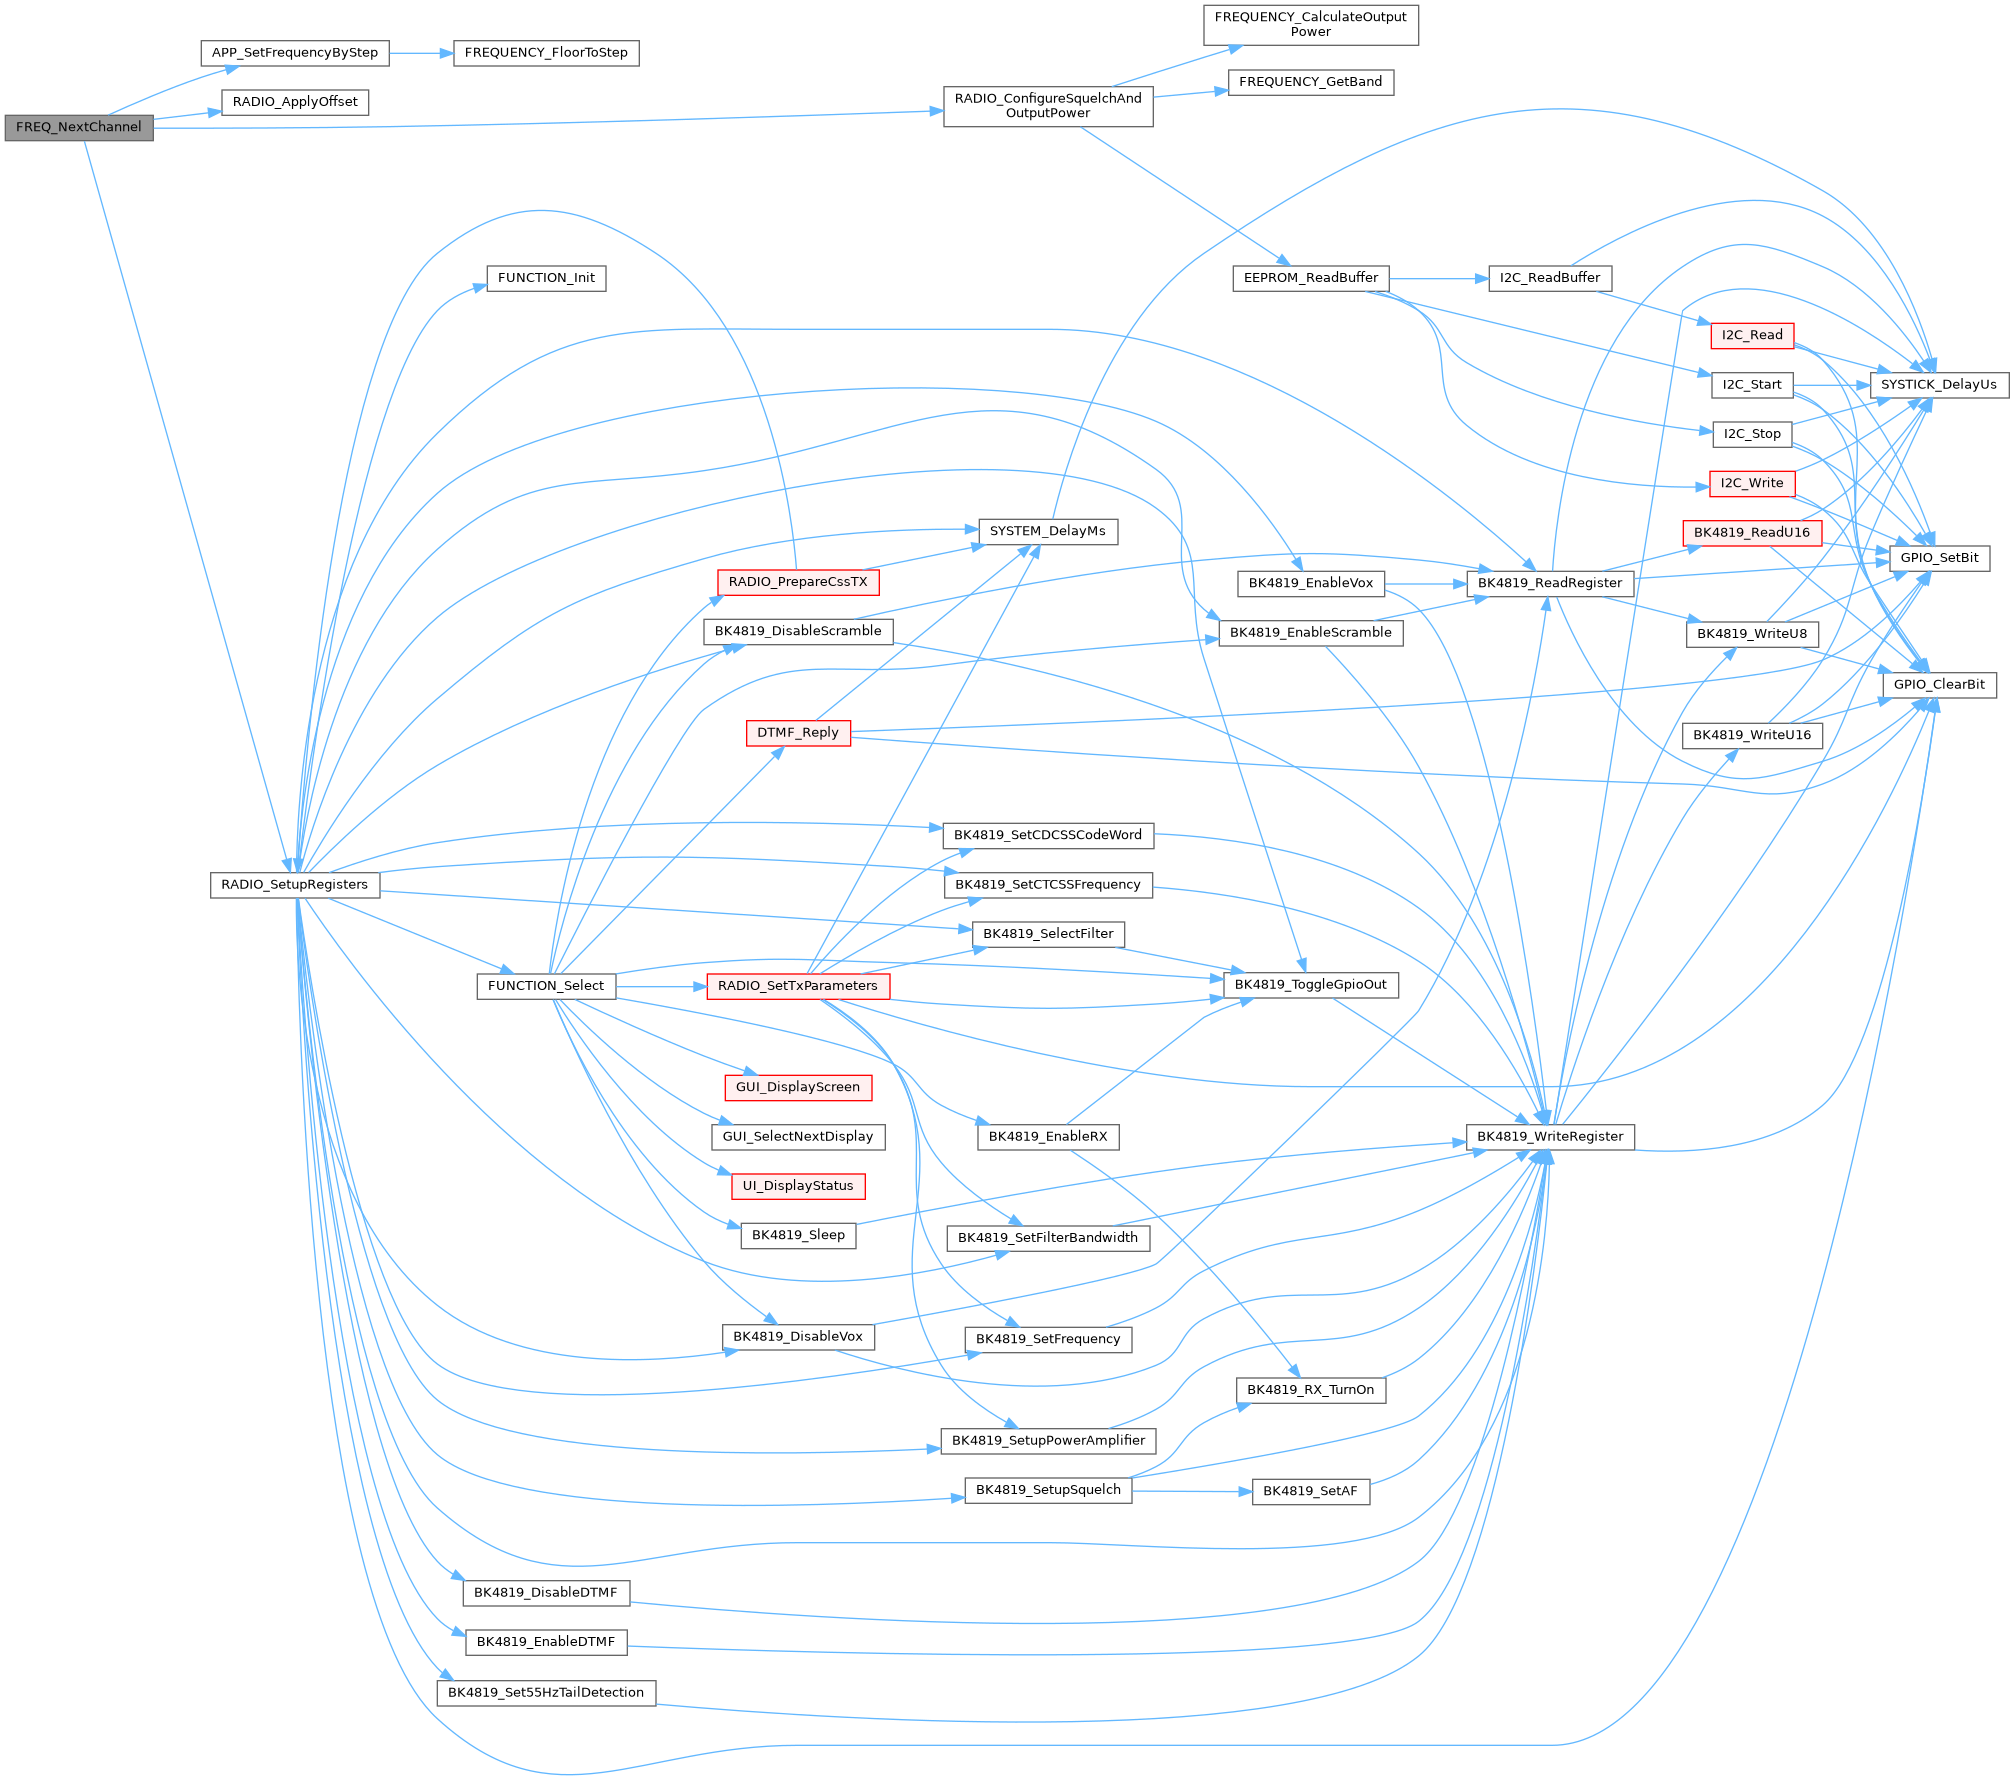 FREQUENCY_CalculateOutput
Power
APP_SetFrequencyByStep
FREQUENCY_FloorToStep
FREQUENCY_GetBand
RADIO_ApplyOffset
RADIO_ConfigureSquelchAnd
OutputPower
FREQ_NextChannel
FUNCTION_Init
EEPROM_ReadBuffer
I2C_ReadBuffer
I2C_Read
I2C_Start
SYSTICK_DelayUs
I2C_Stop
I2C_Write
SYSTEM_DelayMs
BK4819_ReadU16
GPIO_SetBit
RADIO_PrepareCssTX
BK4819_EnableVox
BK4819_ReadRegister
BK4819_DisableScramble
BK4819_EnableScramble
BK4819_WriteU8
GPIO_ClearBit
DTMF_Reply
BK4819_WriteU16
BK4819_SetCDCSSCodeWord
RADIO_SetupRegisters
BK4819_SetCTCSSFrequency
BK4819_SelectFilter
FUNCTION_Select
RADIO_SetTxParameters
BK4819_ToggleGpioOut
GUI_DisplayScreen
GUI_SelectNextDisplay
BK4819_EnableRX
BK4819_WriteRegister
UI_DisplayStatus
BK4819_Sleep
BK4819_SetFilterBandwidth
BK4819_DisableVox
BK4819_SetFrequency
BK4819_RX_TurnOn
BK4819_SetupPowerAmplifier
BK4819_SetupSquelch
BK4819_SetAF
BK4819_DisableDTMF
BK4819_EnableDTMF
BK4819_Set55HzTailDetection